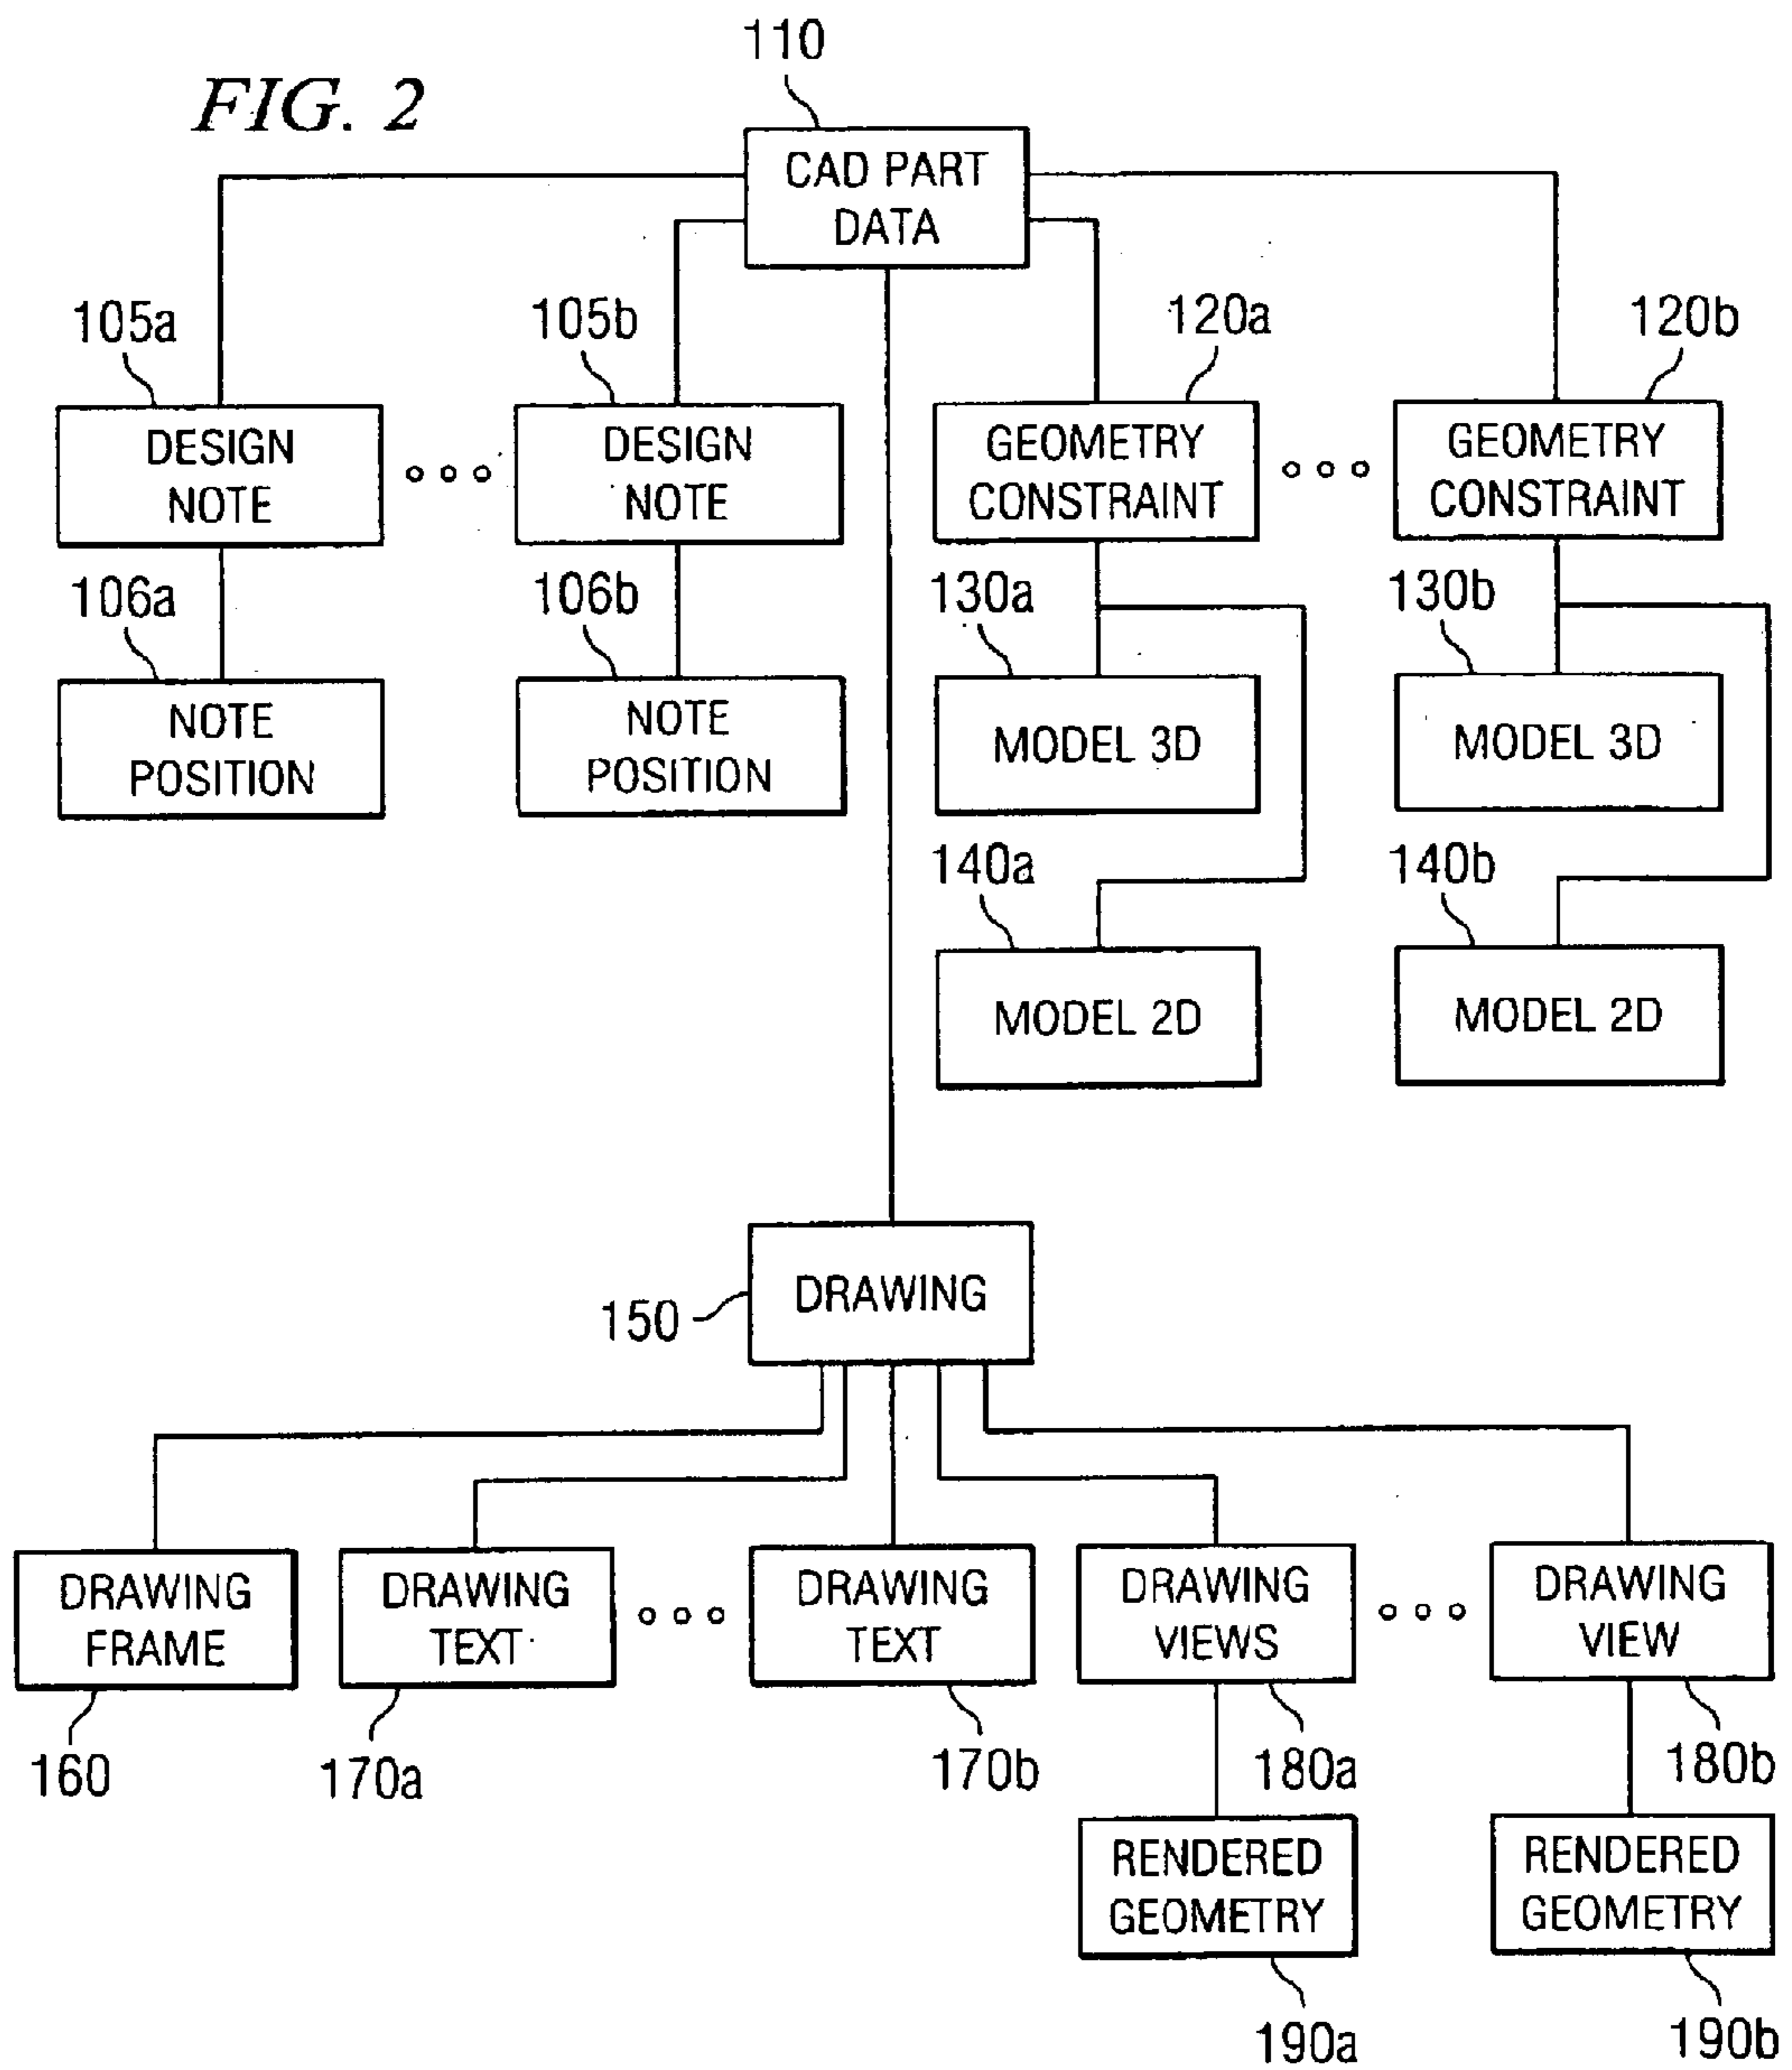 FIG. 2
110
CAD PART
DATA
105a
105b
120a
120b
DESIGN
NOTE
DESIGN
NOTE
GEOMETRY
CONSTRAINT
GEOMETRY
CONSTRAINT
106a
106b
130a
130b
NOTE
POSITION
NOTE
POSITION
MODEL 3D
MODEL 3D
140a
140b
MODEL 2D
MODEL 2D
DRAWING
150
DRAWING
FRAME
DRAWING
TEXT
DRAWING
TEXT
DRAWING
VIEWS
DRAWING
VIEW
160
170a
170b
180a
180b
RENDERED
GEOMETRY
RENDERED
GEOMETRY
190a
190b